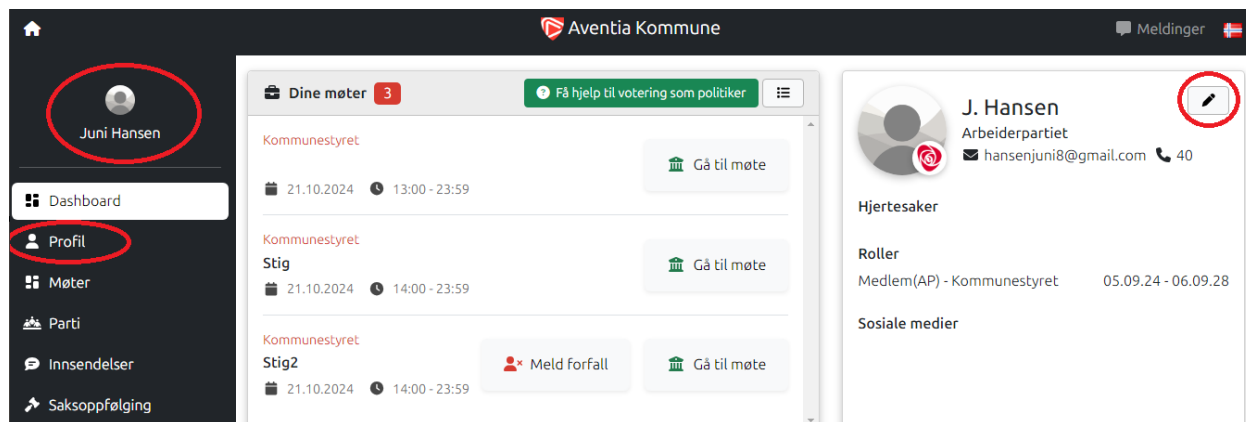 Aventia Kommune
Meldinger
Juni Hansen
Dashboard
Profil
Møter
Parti
Innsendelser
Saksoppfølging
Dine møter 3
Få hjelp til votering som politiker
Kommunestyret
Gå til møte
21.10.2024 13:00 - 23:59
Kommunestyret
Stig
Gå til møte
21.10.2024 14:00 - 23:59
Kommunestyret
Stig2
Meld forfall
Gå til møte
21.10.2024 14:00 - 23:59
J. Hansen
Arbeiderpartiet
hansenjuni8@gmail.com 40
Hjertesaker
Roller
Medlem(AP) - Kommunestyret 05.09.24 - 06.09.28
Sosiale medier